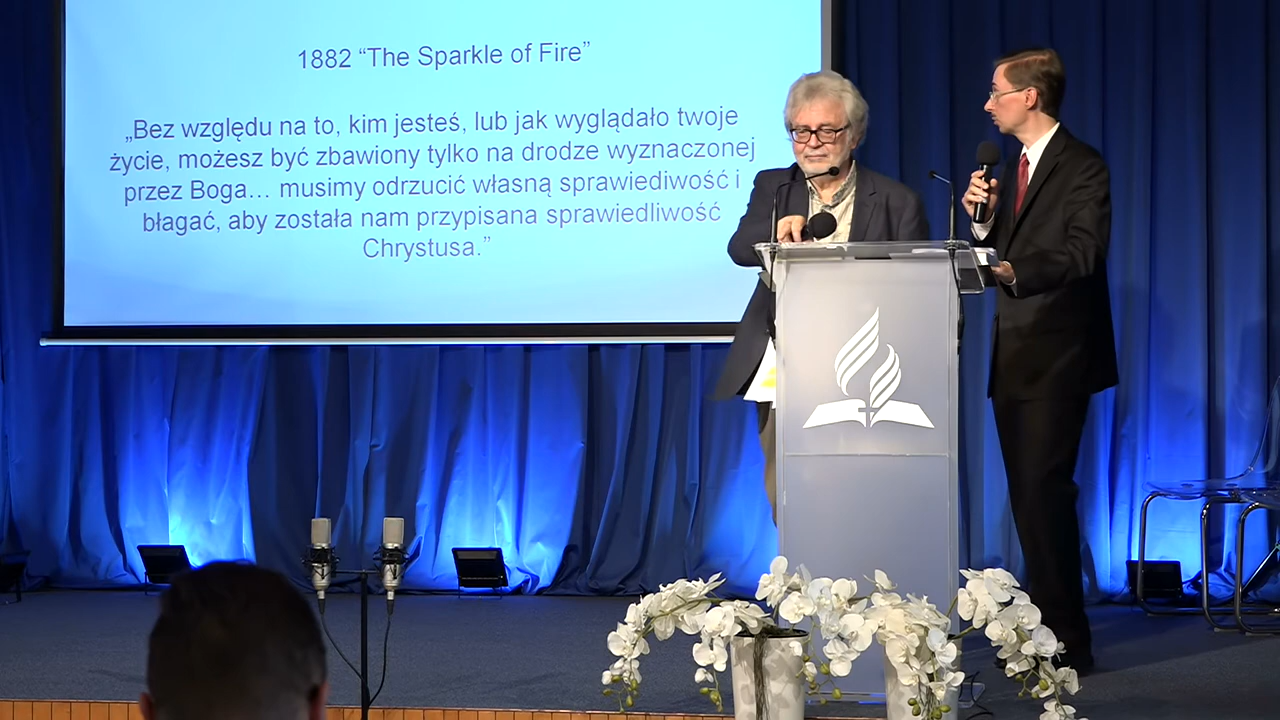 1882 “The Sparkle of Fire”
„Bez względu na to, kim jesteś, lub jak wyglądało twoje
życie, możesz być zbawiony tylko na drodze wyznaczonej
przez Boga… musimy odrzucić własną sprawiediwość i
błagać, aby została nam przypisana sprawiedliwość
Chrystusa.”